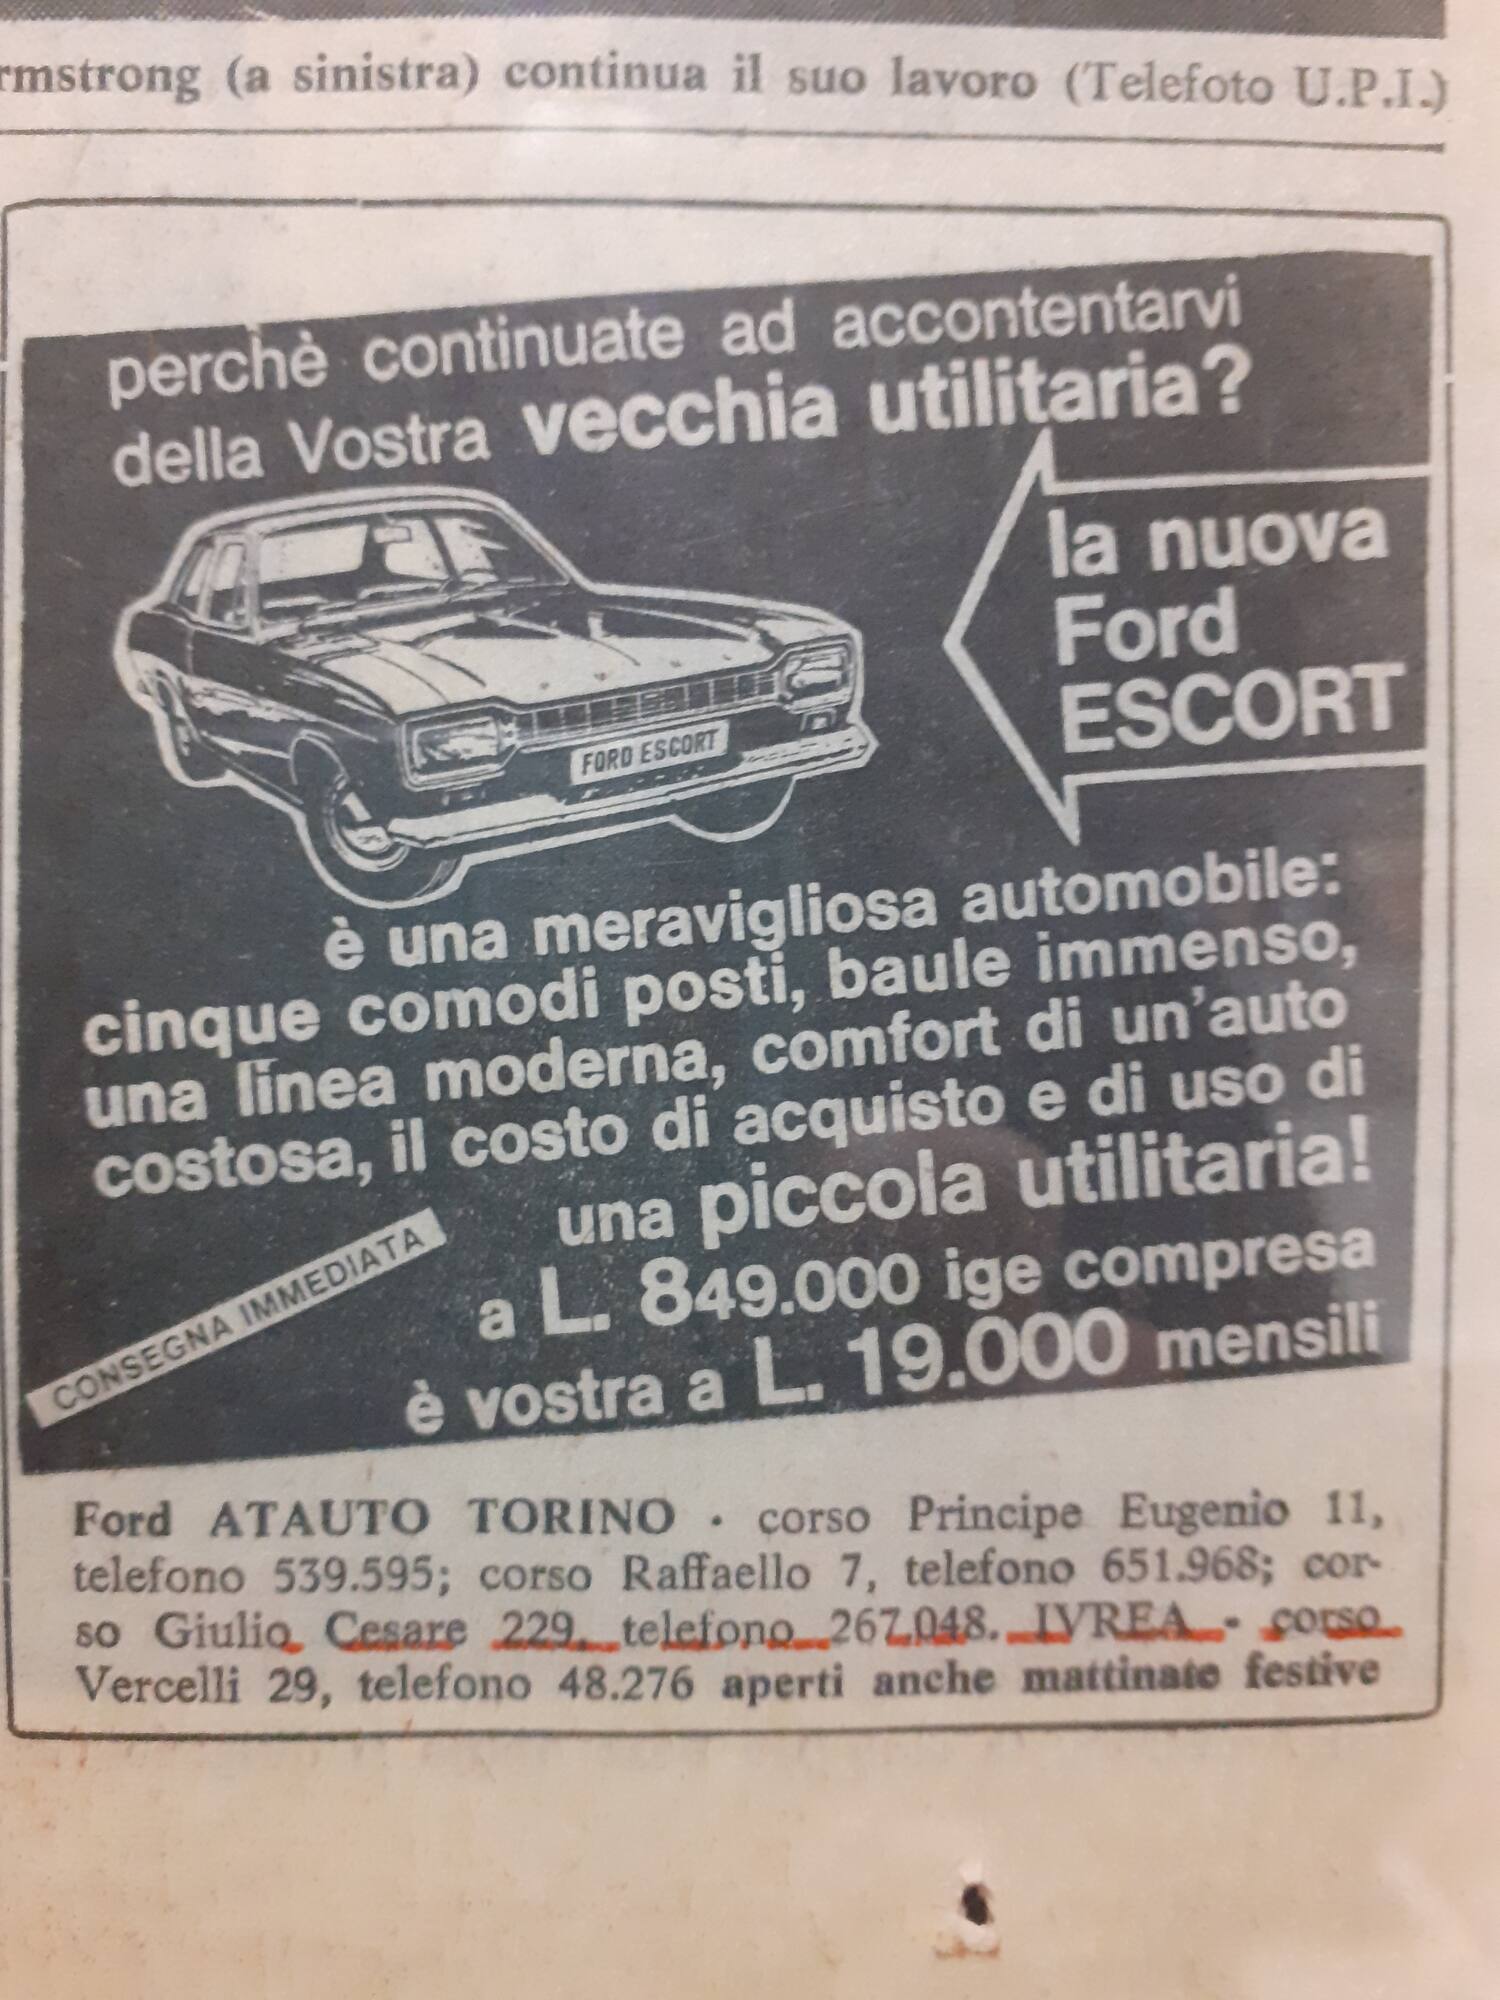 rmstrong (a sinistra) continua il suo lavoro (Telefoto U.P.I.)
perchè continuate ad accontentarvi
della Vostra vecchia utilitaria?
la nuova
Ford
ESCORT
FORD ESCORT
è una meravigliosa automobile:
cinque comodi posti, baule immenso,
una linea moderna, comfort di un'auto
costosa, il costo di acquisto e di uso di
una piccola utilitaria!
a L. 849.000 ige compresa
è vostra a L. 19.000 mensili
CONSEGNA IMMEDIATA
Ford ATAUTO TORINO · corso Principe Eugenio 11,
telefono 539.595; corso Raffaello 7, telefono 651.968; cor-
so Giulio Cesare 229, telefono 267.048. IVREA - corso
Vercelli 29, telefono 48.276 aperti anche mattinate festive